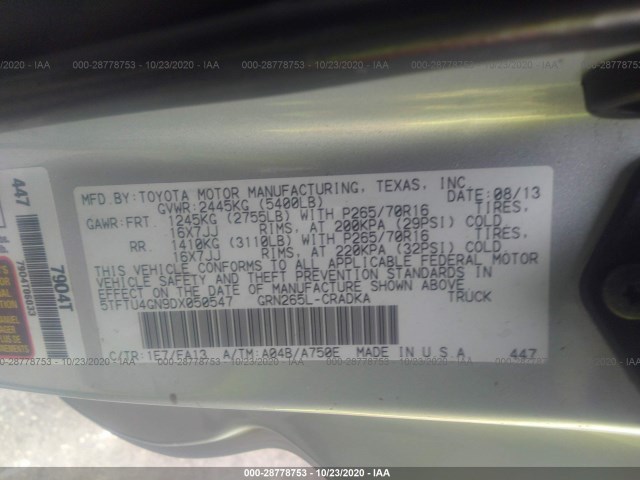 000-28778753 - 10/23/2020 - IAA
MFD BY: TOYOTA MOTOR MANUFACTURING, TEXAS, INC. DATE: 08/13
GVWR: 2445KG (5400LB)
GAWR: FRT. 1245KG (2755LB) WITH P265/70R16 TIRES,
16X7JJ RIMS, AT 200KPA (29PSI) COLD
RR. 1410KG (3110LB) WITH P265/70R16 TIRES,
16X7JJ RIMS, AT 220KPA (32PSI) COLD
THIS VEHICLE CONFORMS TO ALL APPLICABLE FEDERAL MOTOR
VEHICLE SAFETY AND THEFT PREVENTION STANDARDS IN
EFFECT ON THE DATE OF MANUFACTURE SHOWN ABOVE.
5TFTU4GN9DX050547 GRN265L-CRADKA TRUCK
C/TR: 1E7/FA13 A/TM: A04B/A750E MADE IN U.S.A 447
447
7904T
7904T06033
000-28778753 - 10/23/2020 - IAA